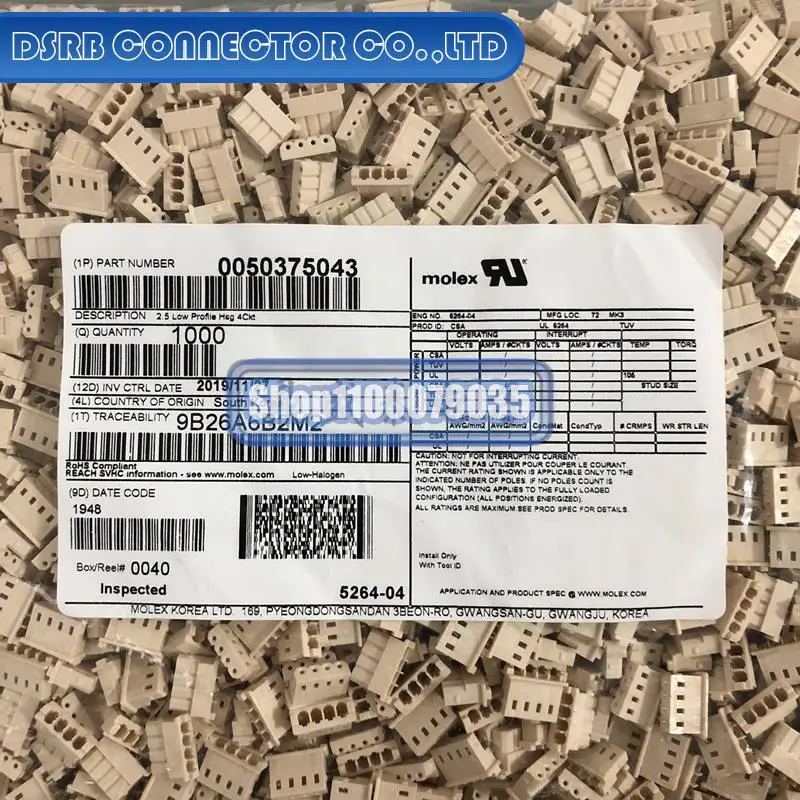 DSRB CONNECTOR CO.,LTD
(1P) PART NUMBER 0050375043
DESCRIPTION 2.5 Low Profile Hsg 4Ckt
(Q) QUANTITY 1000
(12D) INV CTRL DATE 2019/11/27
(4L) COUNTRY OF ORIGIN South
(1T) TRACEABILITY 9B26A6B2M2
RoHS Compliant
REACH SVHC information - see www.molex.com Low-Halogen
(9D) DATE CODE
1948
Box/Reel# 0040
Inspected 5264-04
molex
ENG NO. 5264-04 MFG LOC. 72 MK3
PROD ID: CSA UL 5264 TUV
OPERATING INTERRUPT
VOLTS AMPS / #CKTS VOLTS AMPS / #CKTS TEMP TORQ
POWER CSA / /
TUV / /
UL / / 105
STUD SIZE
Shop1100079035
AWG/mm2 AWG/mm2 CondMat CondTyp # CRMPS WR STR LEN
CSA
UL
CAUTION: NOT FOR INTERRUPTING CURRENT.
ATTENTION: NE PAS UTILIZER POUR COUPER LE COURANT.
THE CURRENT RATING SHOWN IS APPLICABLE ONLY TO THE
INDICATED NUMBER OF POLES. IF NO POLES COUNT IS
SHOWN, THE RATING APPLIES TO THE FULLY LOADED
CONFIGURATION (ALL POSITIONS ENERGIZED).
ALL RATINGS ARE MAXIMUM SEE PROD SPEC FOR DETAILS.
Install Only
With Tool ID.
APPLICATION AND PRODUCT SPEC @ WWW.MOLEX.COM
MOLEX KOREA LTD. 169, PYEONGDONGSANDAN 3BEON-RO, GWANGSAN-GU, GWANGJU, KOREA